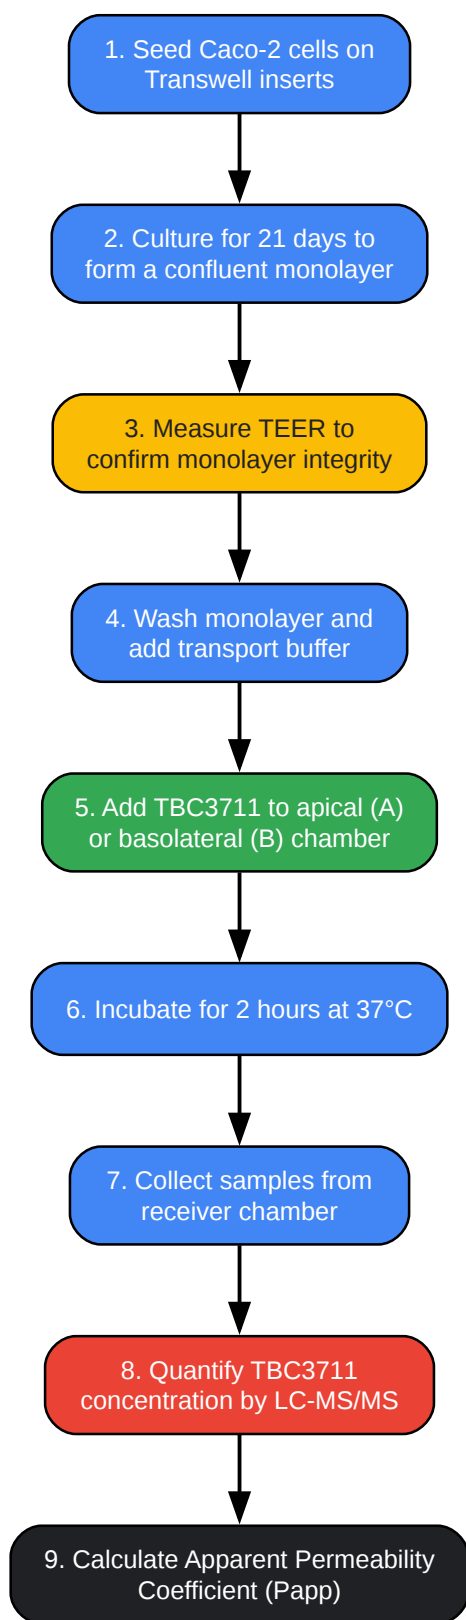 1. Seed Caco-2 cells on
Transwell inserts
2. Culture for 21 days to
form a confluent monolayer
3. Measure TEER to
confirm monolayer integrity
4. Wash monolayer and
add transport buffer
5. Add TBC3711 to apical (A)
or basolateral (B) chamber
6. Incubate for 2 hours at 37°C
7. Collect samples from
receiver chamber
8. Quantify TBC3711
concentration by LC-MS/MS
9. Calculate Apparent Permeability
Coefficient (Papp)